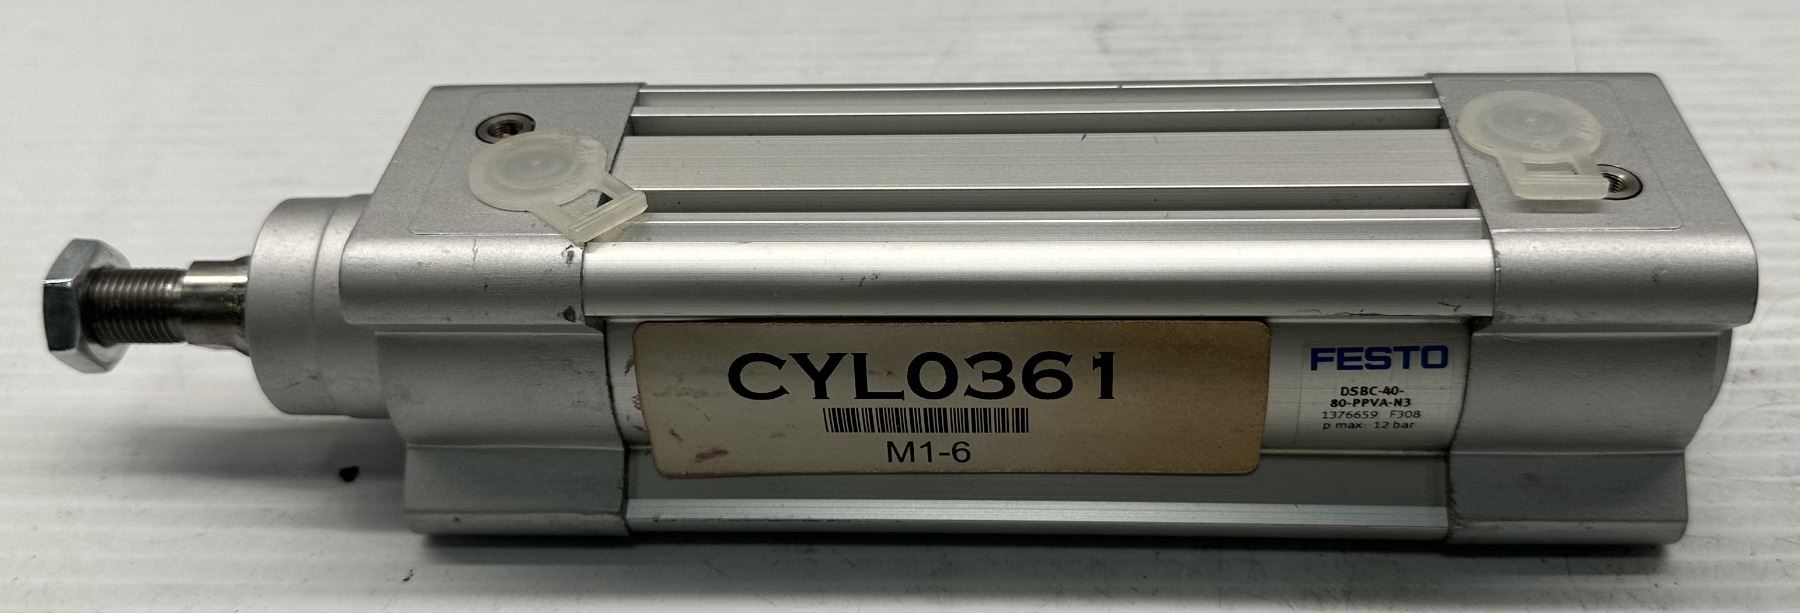 CYL0361
M1-6
FESTO
DSBC-40-
80-PPVA-N3
1376659 F308
p max: 12 bar